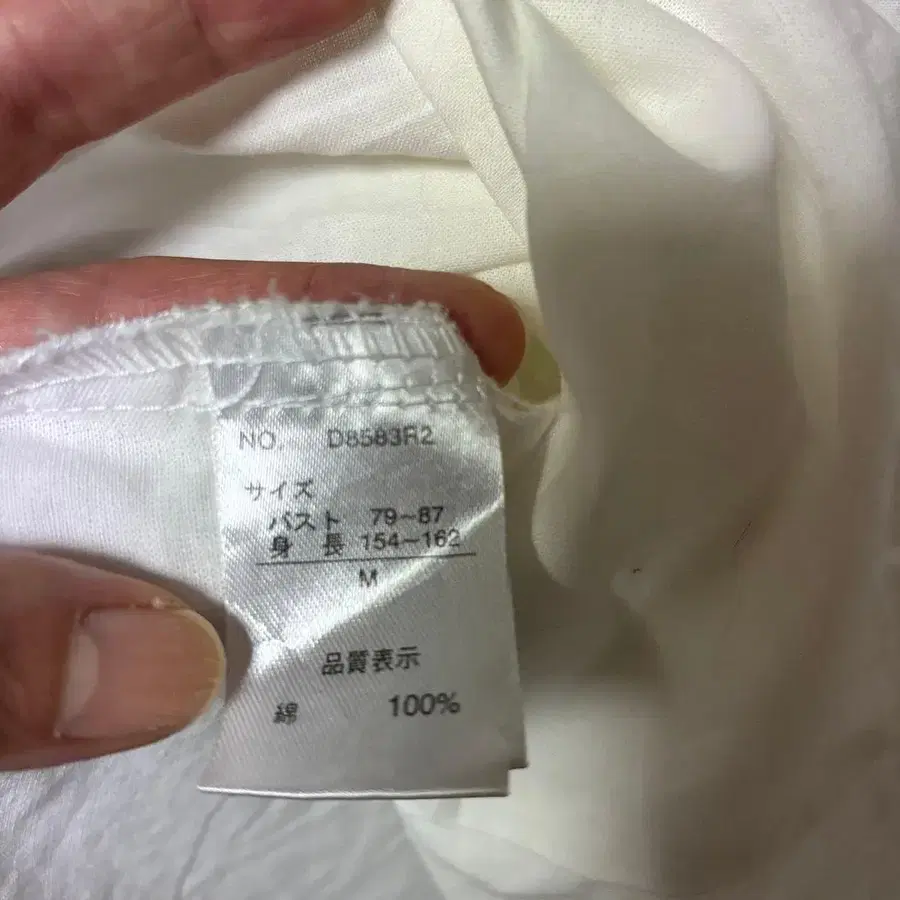 NO. D8583R2
サイズ
バスト 79~87
身長 154~162
M
品質表示
綿 100%